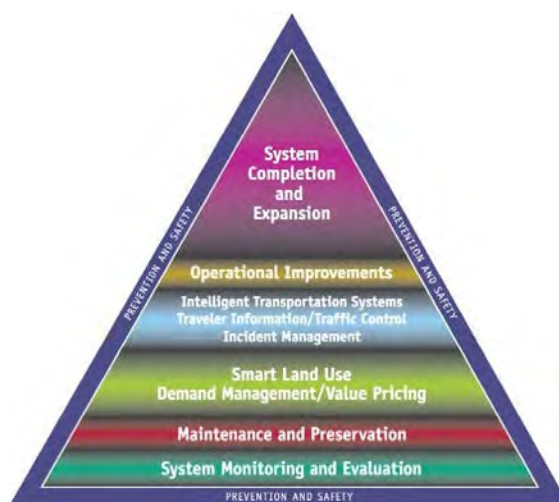 System
Completion
and
Expansion
PREVENTION AND SAFETY
PREVENTION AND SAFETY
Operational Improvements
Intelligent Transportation Systems
Traveler Information/Traffic Control
Incident Management
Smart Land Use
Demand Management/Value Pricing
Maintenance and Preservation
System Monitoring and Evaluation
PREVENTION AND SAFETY